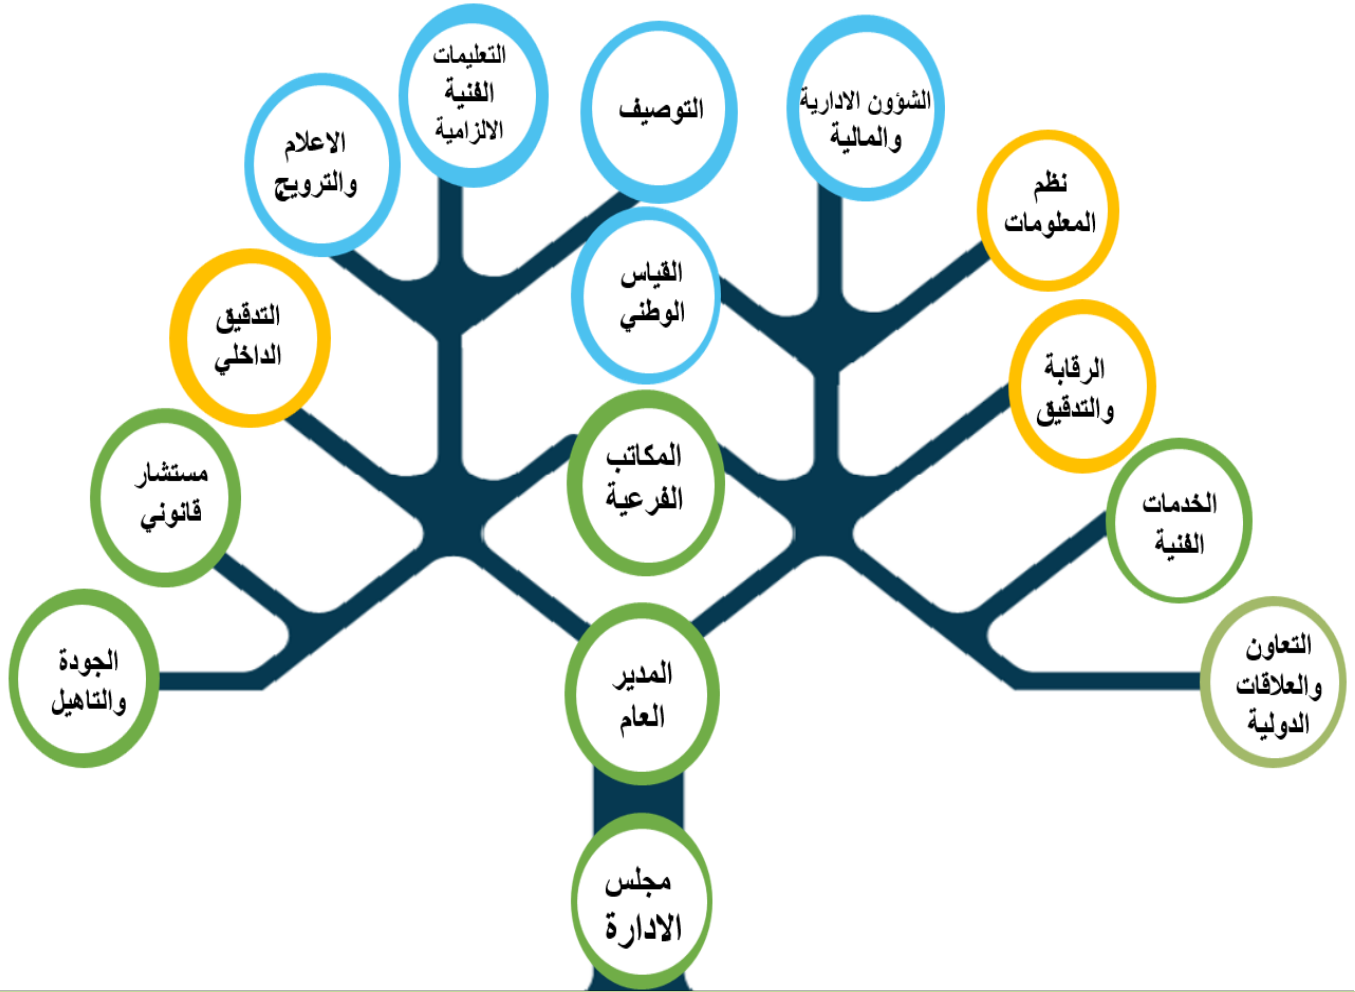 التعليمات
الفنية
الالزامية
التوصيف
الشؤون الادارية
والمالية
الاعلام
والترويج
نظم
المعلومات
القياس
الوطني
التدقيق
الداخلي
الرقابة
والتدقيق
المكاتب
الفرعية
مستشار
قانوني
الخدمات
الفنية
الجودة
والتاهيل
المدير
العام
التعاون
والعلاقات
الدولية
مجلس
الادارة